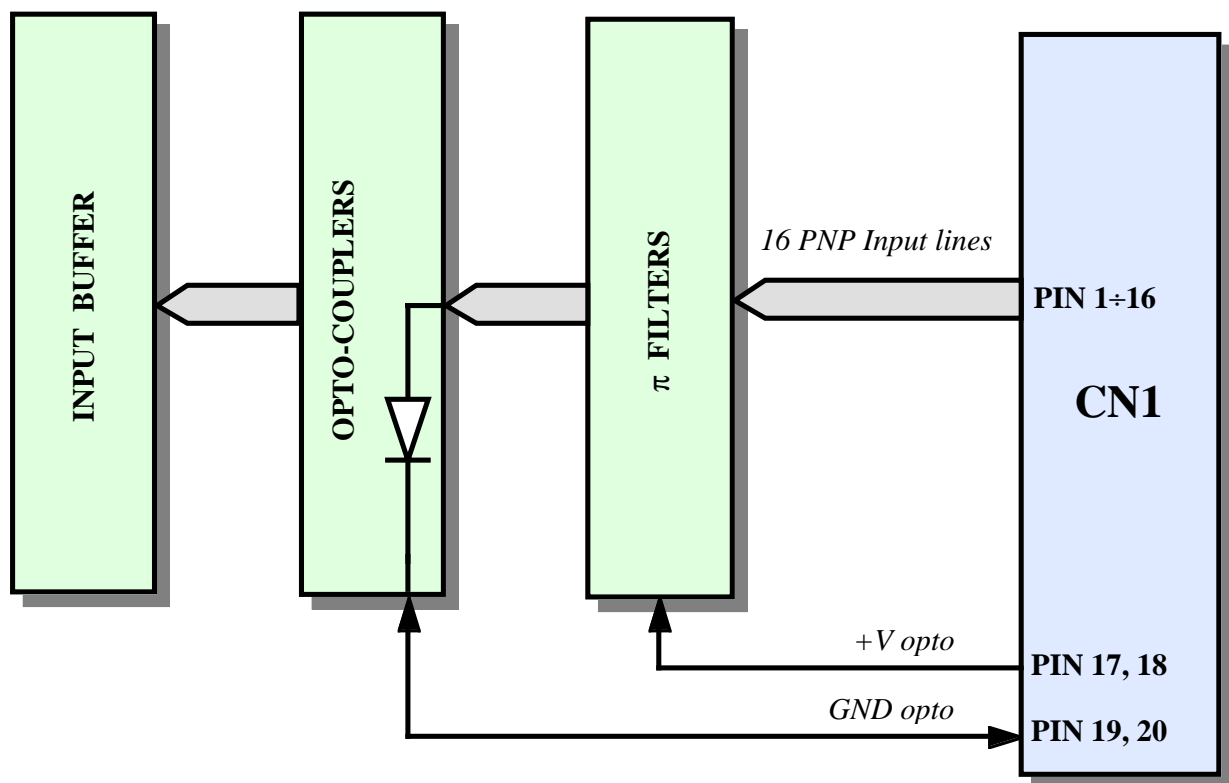 INPUT BUFFER
OPTO-COUPLERS
π FILTERS
16 PNP Input lines
PIN 1÷16
CN1
+V opto
PIN 17, 18
GND opto
PIN 19, 20